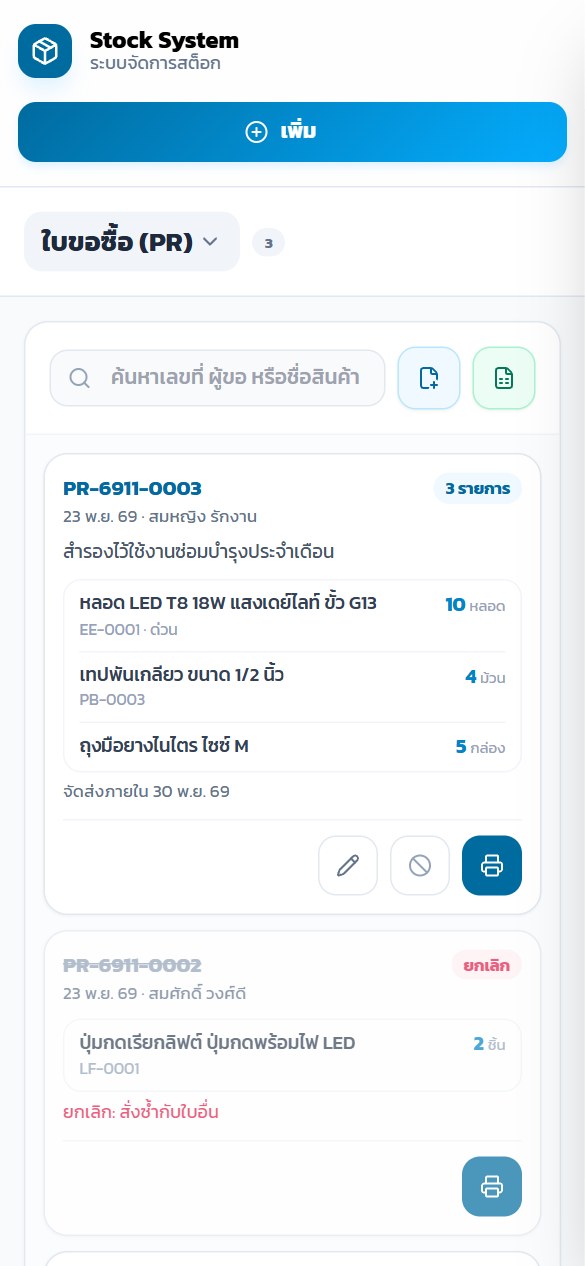 Stock System
ระบบจัดการสต็อก
เพิ่ม
ใบขอซื้อ (PR)
3
ค้นหาเลขที่ ผู้ขอ หรือชื่อสินค้า
PR-6911-0003
3 รายการ
23 พ.ย. 69 · สมหญิง รักงาน
สำรองไว้ใช้งานซ่อมบำรุงประจำเดือน
หลอด LED T8 18W แสงเดย์ไลท์ ขั้ว G13
10 หลอด
EE-0001 · ด่วน
เทปพันเกลียว ขนาด 1/2 นิ้ว
4 ม้วน
PB-0003
ถุงมือยางไนไตร ไซซ์ M
5 กล่อง
จัดส่งภายใน 30 พ.ย. 69
PR-6911-0002
ยกเลิก
23 พ.ย. 69 · สมศักดิ์ วงศ์ดี
ปุ่มกดเรียกลิฟต์ ปุ่มกดพร้อมไฟ LED
2 ชิ้น
LF-0001
ยกเลิก: สั่งซ้ำกับใบอื่น